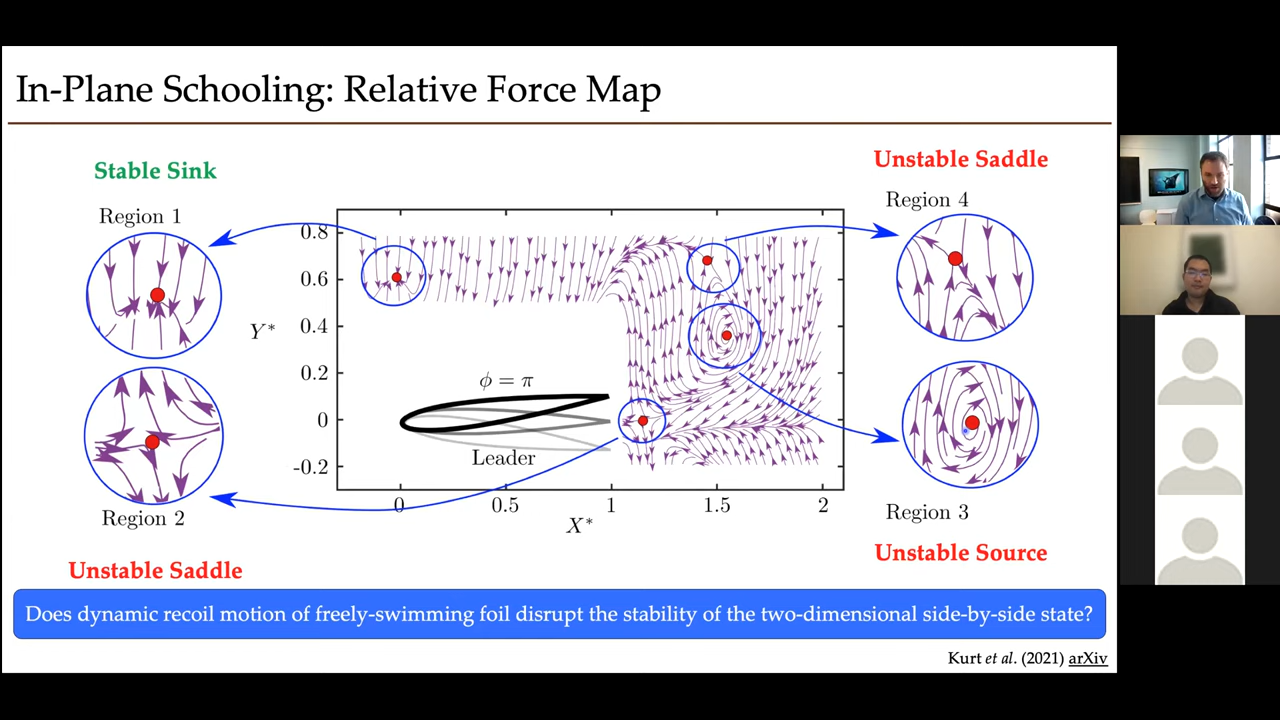 In-Plane Schooling: Relative Force Map
Stable Sink
Unstable Saddle
Region 1
Region 4
0.8
0.6
0.4
0.2
0
-0.2
Y*
ϕ = π
Leader
0
0.5
1
1.5
2
X*
Region 2
Region 3
Unstable Saddle
Unstable Source
Does dynamic recoil motion of freely-swimming foil disrupt the stability of the two-dimensional side-by-side state?
Kurt et al. (2021) arXiv